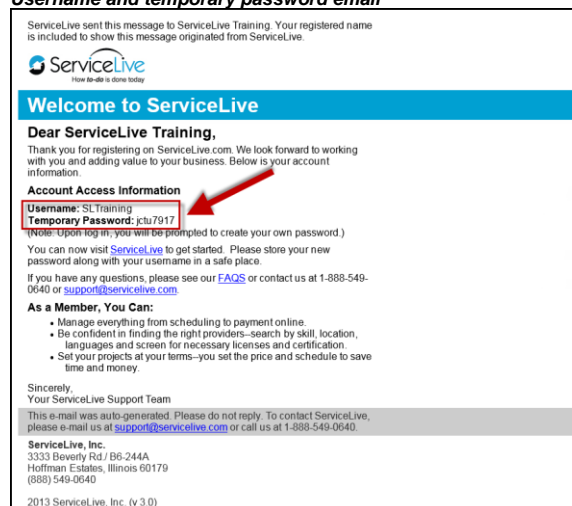 Username and temporary password email
ServiceLive sent this message to ServiceLive Training. Your registered name
is included to show this message originated from ServiceLive.
ServiceLive
How to-do is done today
Welcome to ServiceLive
Dear ServiceLive Training,
Thank you for registering on ServiceLive.com. We look forward to working
with you and adding value to your business. Below is your account
information.
Account Access Information
Username: SLTraining
Temporary Password: jctu7917
(Note: Upon log in, you will be prompted to create your own password.)
You can now visit ServiceLive to get started. Please store your new
password along with your username in a safe place.
If you have any questions, please see our FAQS or contact us at 1-888-549-
0640 or support@servicelive.com.
As a Member, You Can:
• Manage everything from scheduling to payment online.
• Be confident in finding the right providers--search by skill, location,
languages and screen for necessary licenses and certification.
• Set your projects at your terms--you set the price and schedule to save
time and money.
Sincerely,
Your ServiceLive Support Team
This e-mail was auto-generated. Please do not reply. To contact ServiceLive,
please e-mail us at support@servicelive.com or call us at 1-888-549-0640.
ServiceLive, Inc.
3333 Beverly Rd./ B6-244A
Hoffman Estates, Illinois 60179
(888) 549-0640
2013 ServiceLive, Inc. (v 3.0)